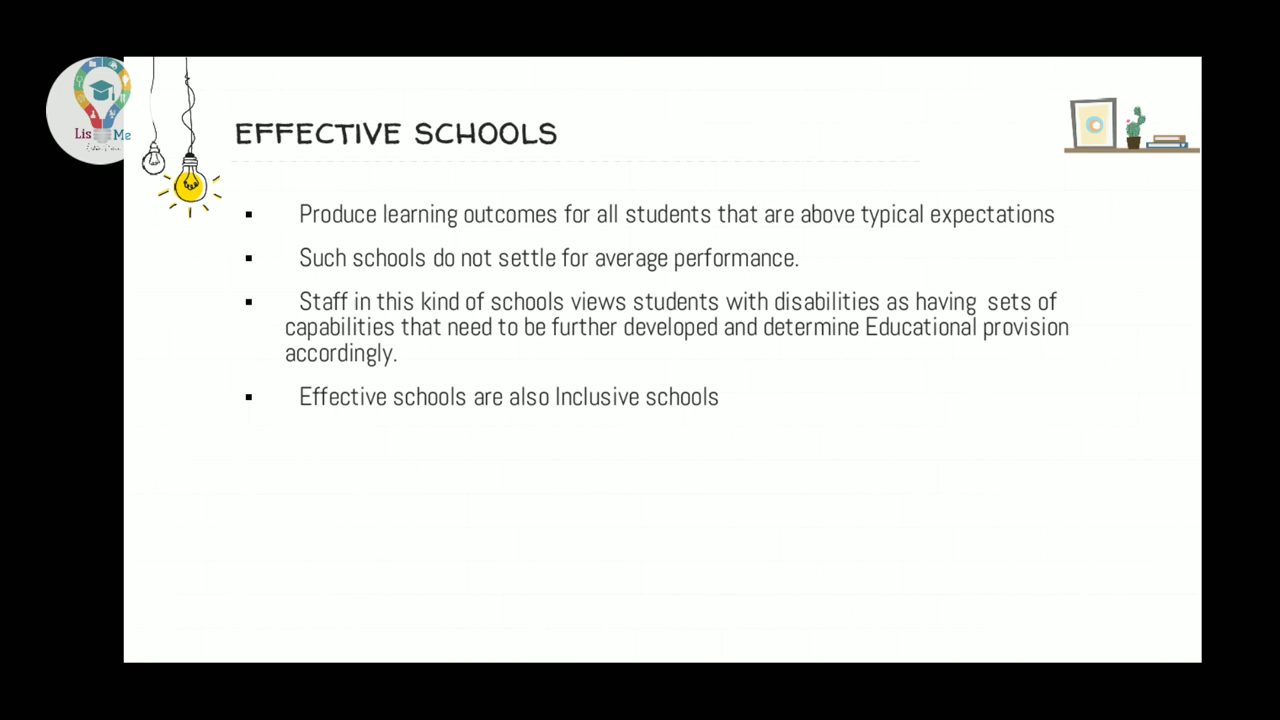 Lis Me
EFFECTIVE SCHOOLS
▪ Produce learning outcomes for all students that are above typical expectations
▪ Such schools do not settle for average performance.
▪ Staff in this kind of schools views students with disabilities as having sets of
capabilities that need to be further developed and determine Educational provision
accordingly.
▪ Effective schools are also Inclusive schools